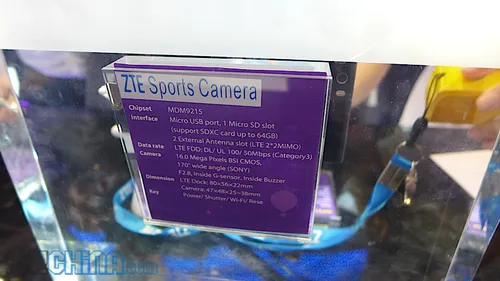 ZTE Sports Camera
Chipset MDM9215
Interface Micro USB port, 1 Micro SD slot
(support SDXC card up to 64GB)
2 External Antenna slot (LTE 2*2MIMO)
Data rate LTE FDD: DL/ UL 100/ 50Mbps (Category3)
Camera 16.0 Mega Pixels BSI CMOS,
170° wide angle (SONY)
F2.8, Inside G-sensor, Inside Buzzer
Dimension LTE Dock: 80×56×22mm
Camera: 47×48×25~38mm
Key Power/ Shutter/ Wi-Fi/ Rese